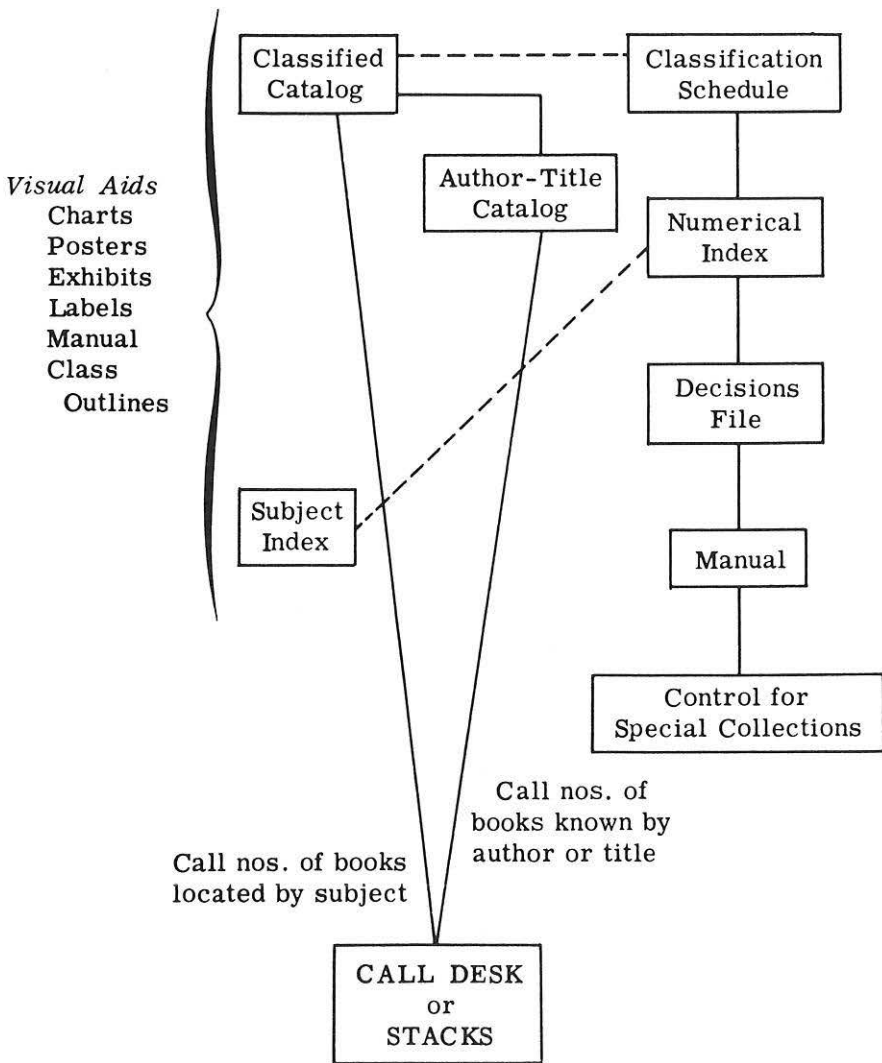 Classified
Catalog
Classification
Schedule
Author-Title
Catalog
Visual Aids
Charts
Posters
Exhibits
Labels
Manual
Class
Outlines
Numerical
Index
Decisions
File
Subject
Index
Manual
Control for
Special Collections
Call nos. of
books known by
author or title
Call nos. of books
located by subject
CALL DESK
or
STACKS